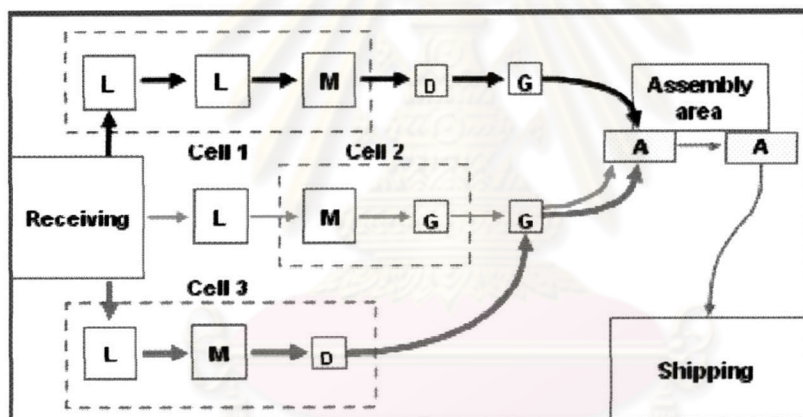 L L M D G
Assembly
area
A A
Cell 1 Cell 2
Receiving L M G G
Cell 3
L M D
Shipping